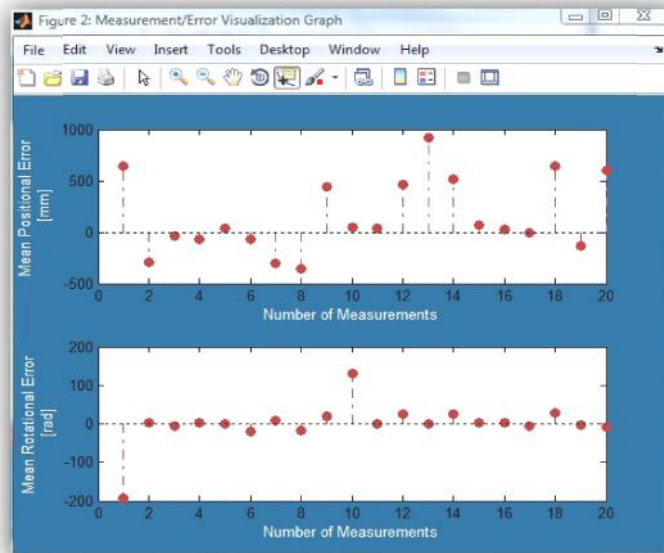 Figure 2: Measurement/Error Visualization Graph
File Edit View Insert Tools Desktop Window Help
Mean Positional Error
[mm]
1000
500
0
-500
0 2 4 6 8 10 12 14 16 18 20
Number of Measurements
Mean Rotational Error
[rad]
200
100
0
-100
-200
0 2 4 6 8 10 12 14 16 18 20
Number of Measurements